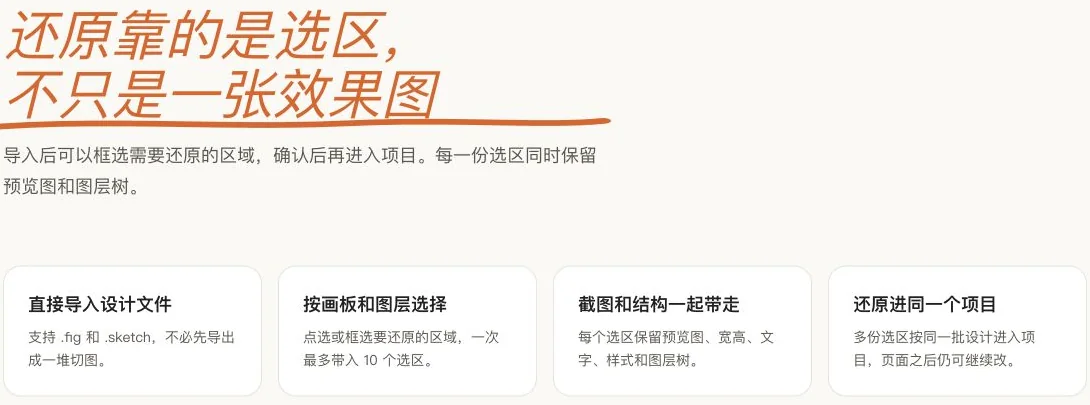 还原靠的是选区，
不只是一张效果图
导入后可以框选需要还原的区域，确认后再进入项目。每一份选区同时保留
预览图和图层树。
直接导入设计文件
支持 .fig 和 .sketch，不必先导出
成一堆切图。
按画板和图层选择
点选或框选要还原的区域，一次
最多带入 10 个选区。
截图和结构一起带走
每个选区保留预览图、宽高、文
字、样式和图层树。
还原进同一个项目
多份选区按同一批设计进入项
目，页面之后仍可继续改。